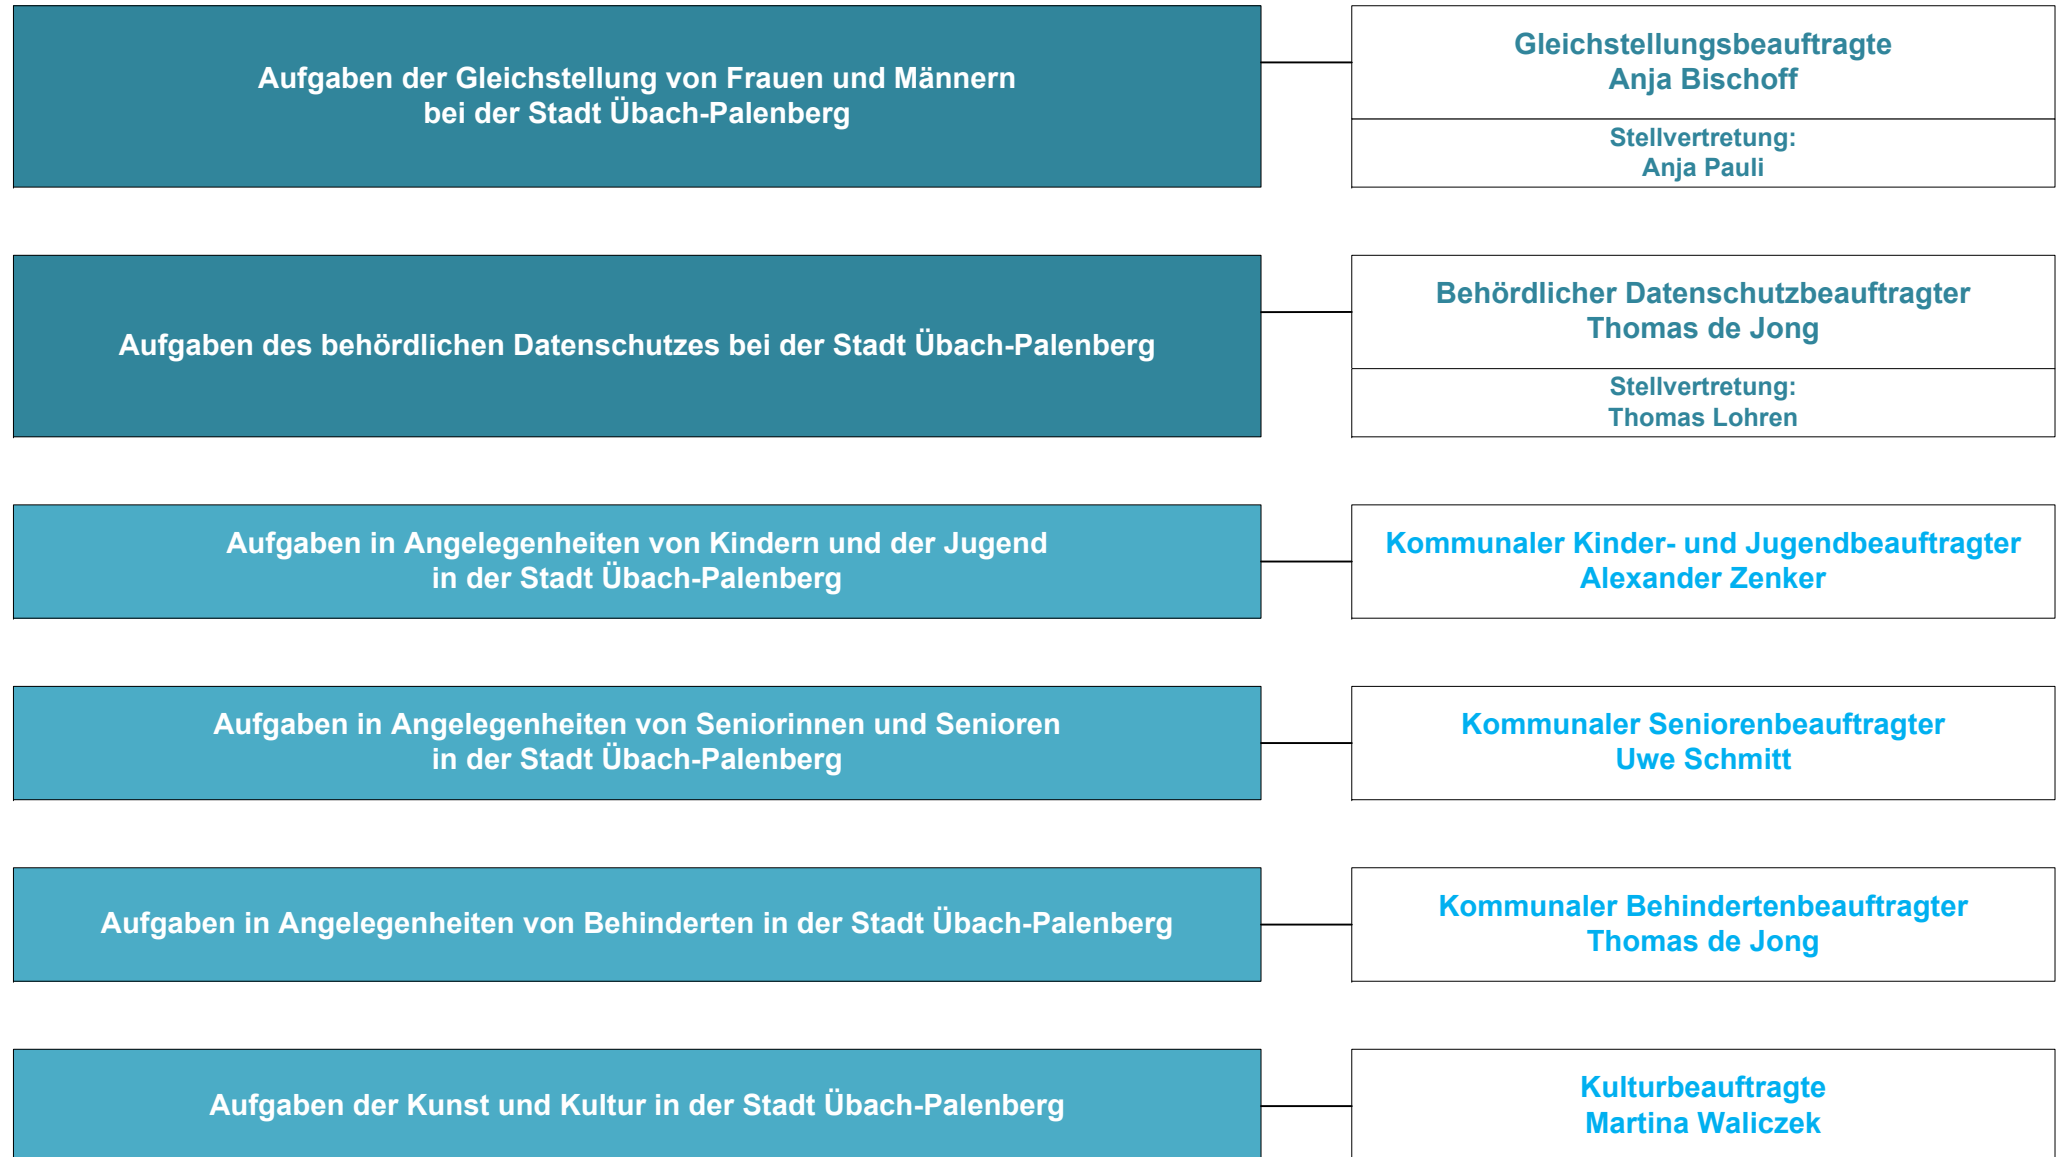 Aufgaben der Gleichstellung von Frauen und Männern
bei der Stadt Übach-Palenberg
Gleichstellungsbeauftragte
Anja Bischoff
Stellvertretung:
Anja Pauli
Aufgaben des behördlichen Datenschutzes bei der Stadt Übach-Palenberg
Behördlicher Datenschutzbeauftragter
Thomas de Jong
Stellvertretung:
Thomas Lohren
Aufgaben in Angelegenheiten von Kindern und der Jugend
in der Stadt Übach-Palenberg
Kommunaler Kinder- und Jugendbeauftragter
Alexander Zenker
Aufgaben in Angelegenheiten von Seniorinnen und Senioren
in der Stadt Übach-Palenberg
Kommunaler Seniorenbeauftragter
Uwe Schmitt
Aufgaben in Angelegenheiten von Behinderten in der Stadt Übach-Palenberg
Kommunaler Behindertenbeauftragter
Thomas de Jong
Aufgaben der Kunst und Kultur in der Stadt Übach-Palenberg
Kulturbeauftragte
Martina Waliczek